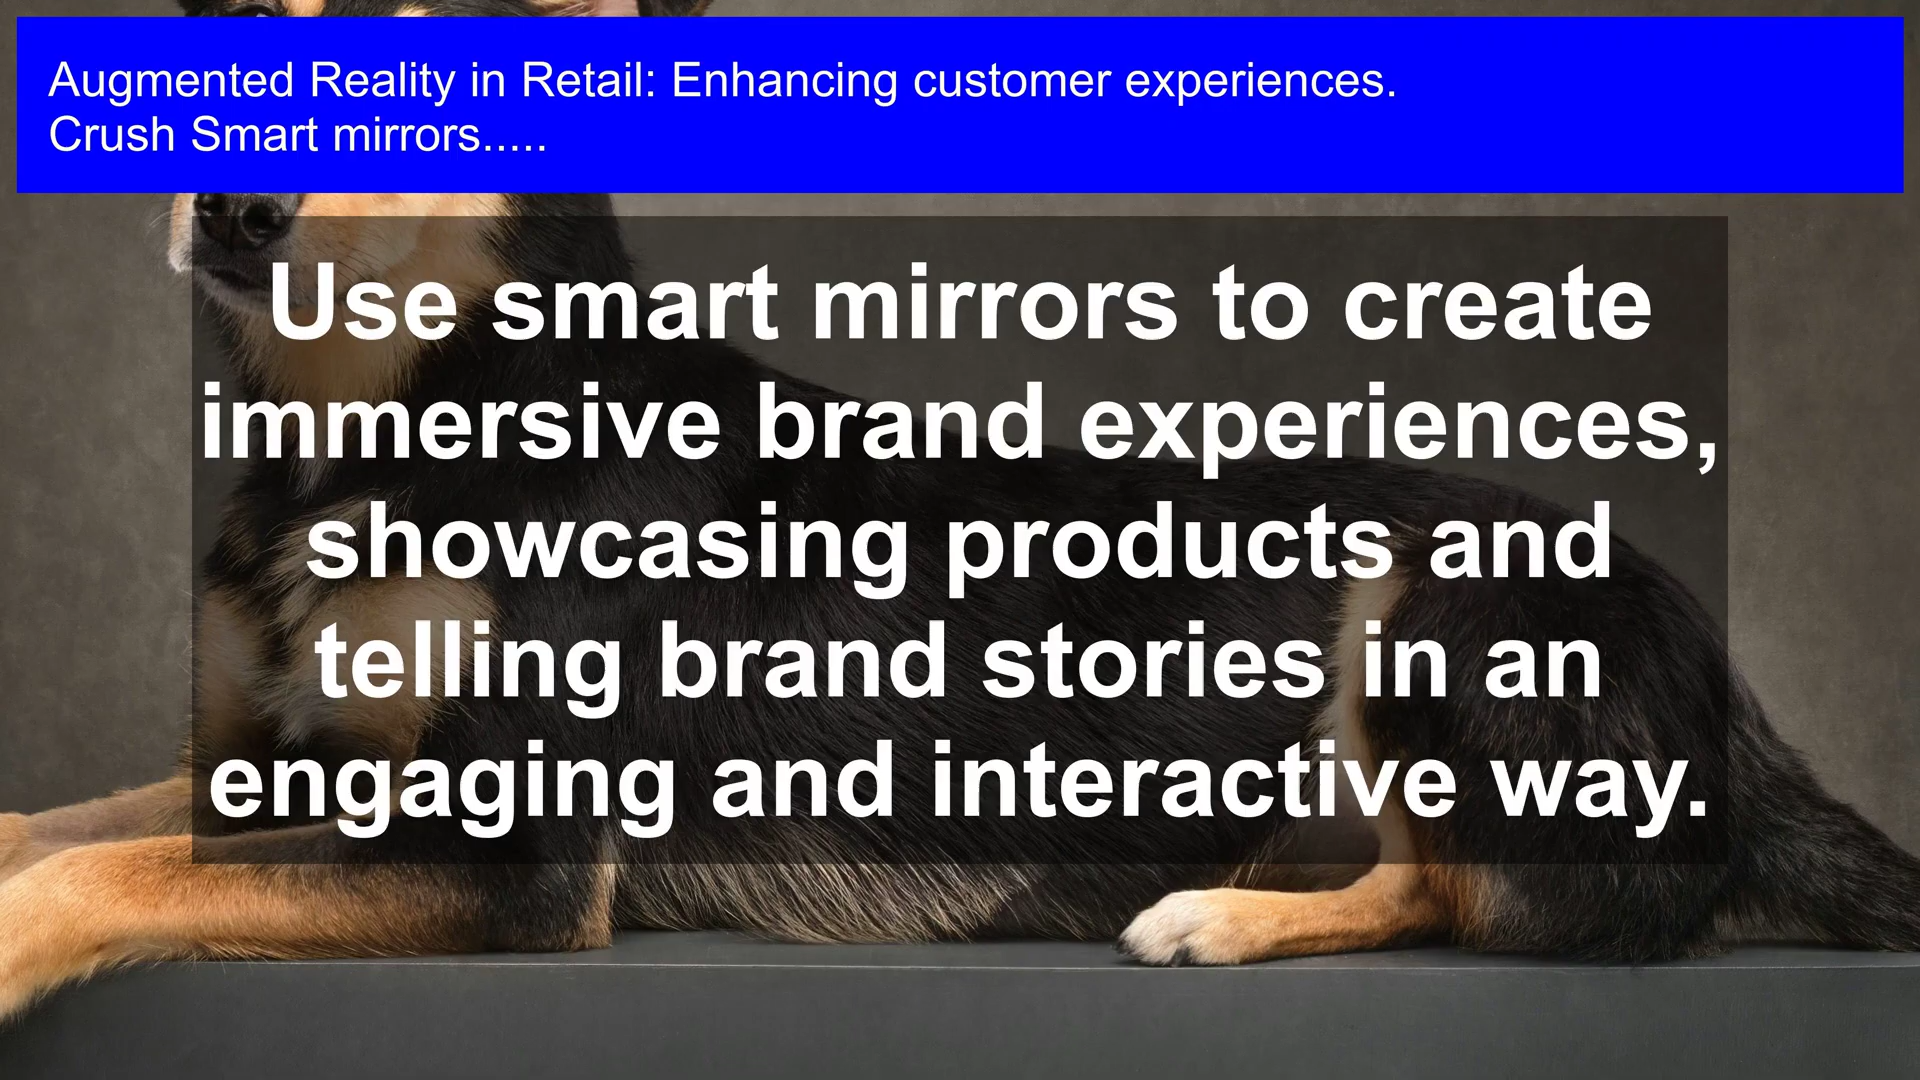 Augmented Reality in Retail: Enhancing customer experiences.
Crush Smart mirrors.....
Use smart mirrors to create
immersive brand experiences,
showcasing products and
telling brand stories in an
engaging and interactive way.